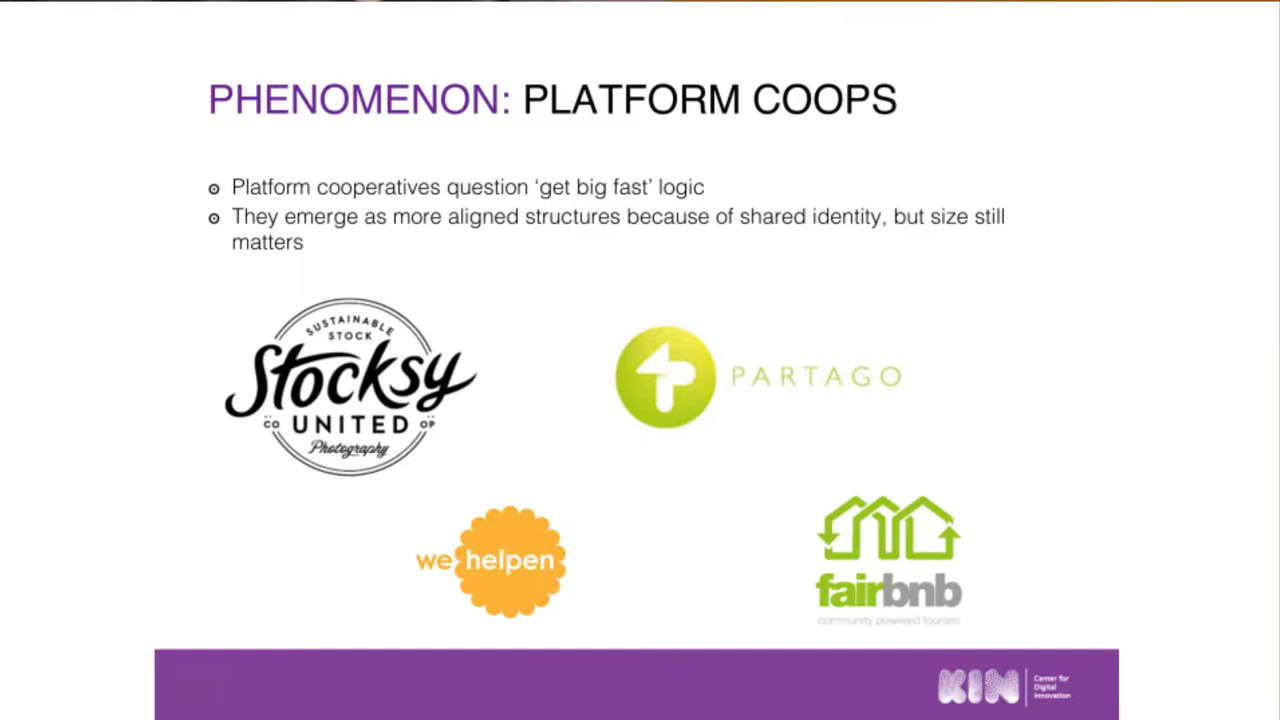 PHENOMENON: PLATFORM COOPS
Platform cooperatives question ‘get big fast’ logic
They emerge as more aligned structures because of shared identity, but size still
matters
SUSTAINABLE
STOCK
Stocksy
CO UNITED OP
Photography
PARTAGO
we helpen
fairbnb
community powered tourism
KIN
Center for
Digital
Innovation